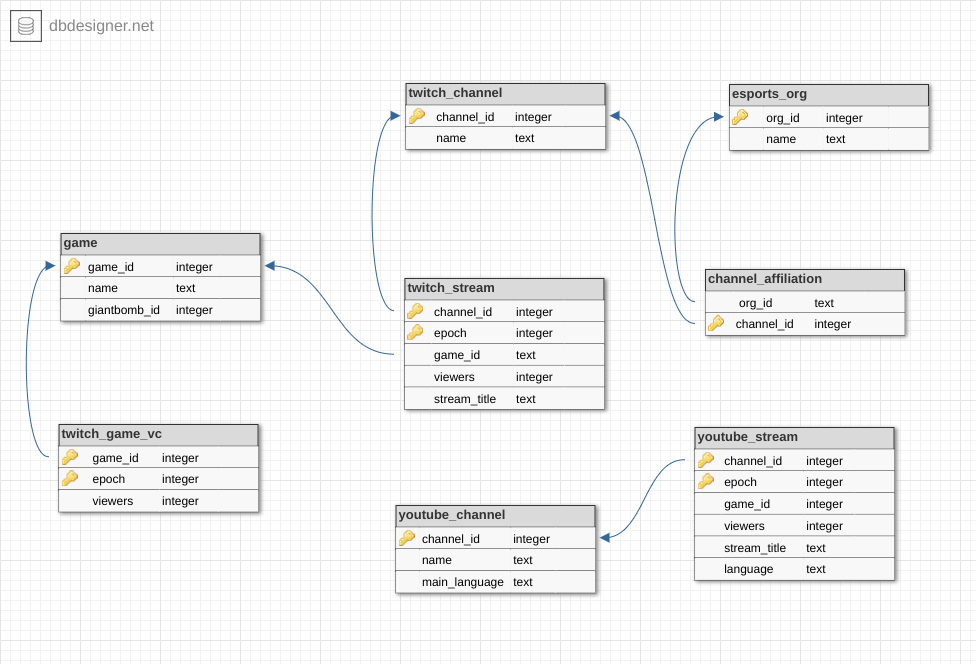 dbdesigner.net
twitch_channel
channel_id integer
name text
esports_org
org_id integer
name text
game
game_id integer
name text
giantbomb_id integer
twitch_stream
channel_id integer
epoch integer
game_id text
viewers integer
stream_title text
channel_affiliation
org_id text
channel_id integer
twitch_game_vc
game_id integer
epoch integer
viewers integer
youtube_channel
channel_id integer
name text
main_language text
youtube_stream
channel_id integer
epoch integer
game_id integer
viewers integer
stream_title text
language text